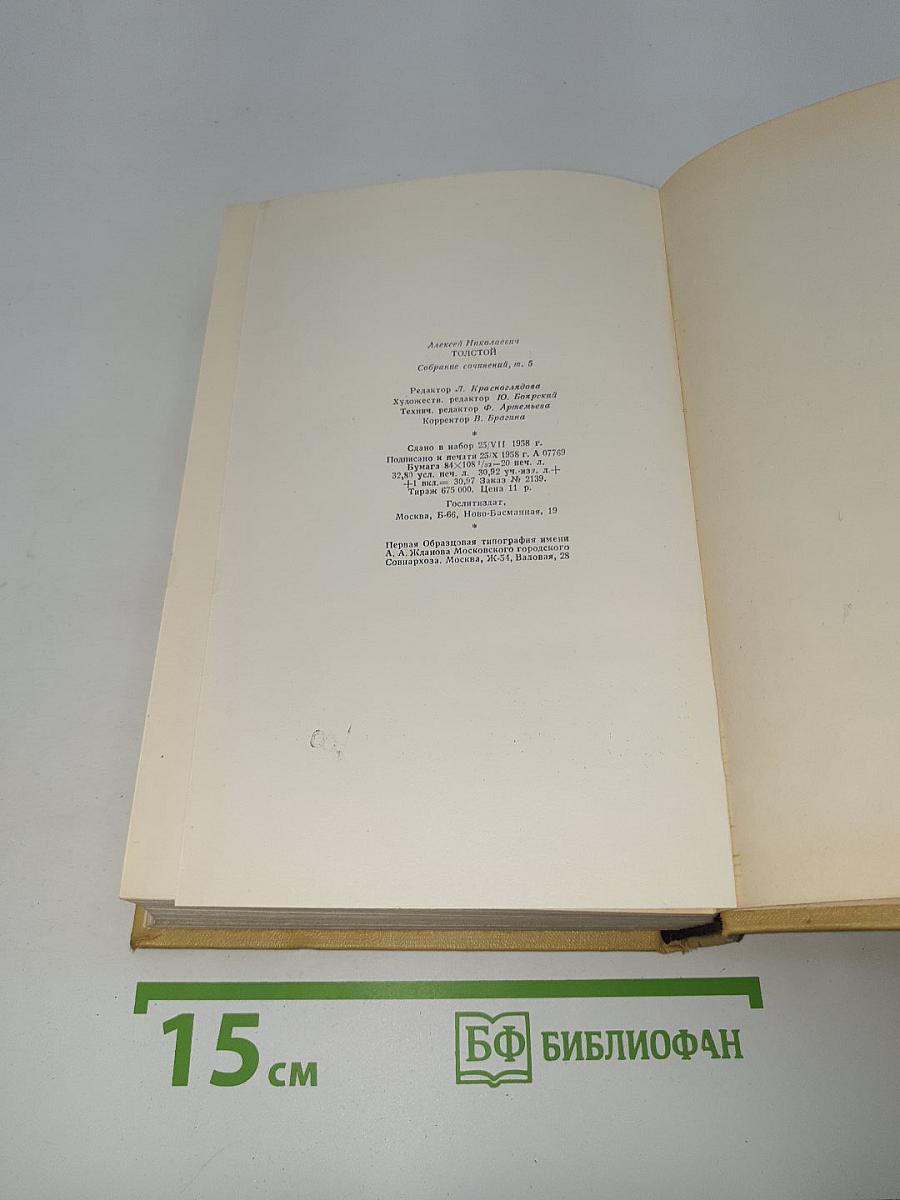 Алексей Николаевич
ТОЛСТОЙ
Собрание сочинений, т. 5
Редактор Л. Красноглядова
Художеств. редактор Ю. Боярский
Технич. редактор Ф. Артемьева
Корректор В. Брагина
*
Сдано в набор 25/VII 1958 г.
Подписано к печати 25/X 1958 г. А 07769
Бумага 84×108 1/32—20 печ. л.
32,80 усл. печ. л. 30,92 уч.-изд. л.+
+1 вкл.= 30,97 Заказ № 2139.
Тираж 675 000. Цена 11 р.
Гослитиздат,
Москва, Б-66, Ново-Басманная, 19
*
Первая Образцовая типография имени
А. А. Жданова Московского городского
Совнархоза. Москва, Ж-54, Валовая, 28
15 см
БФ БИБЛИОФАН